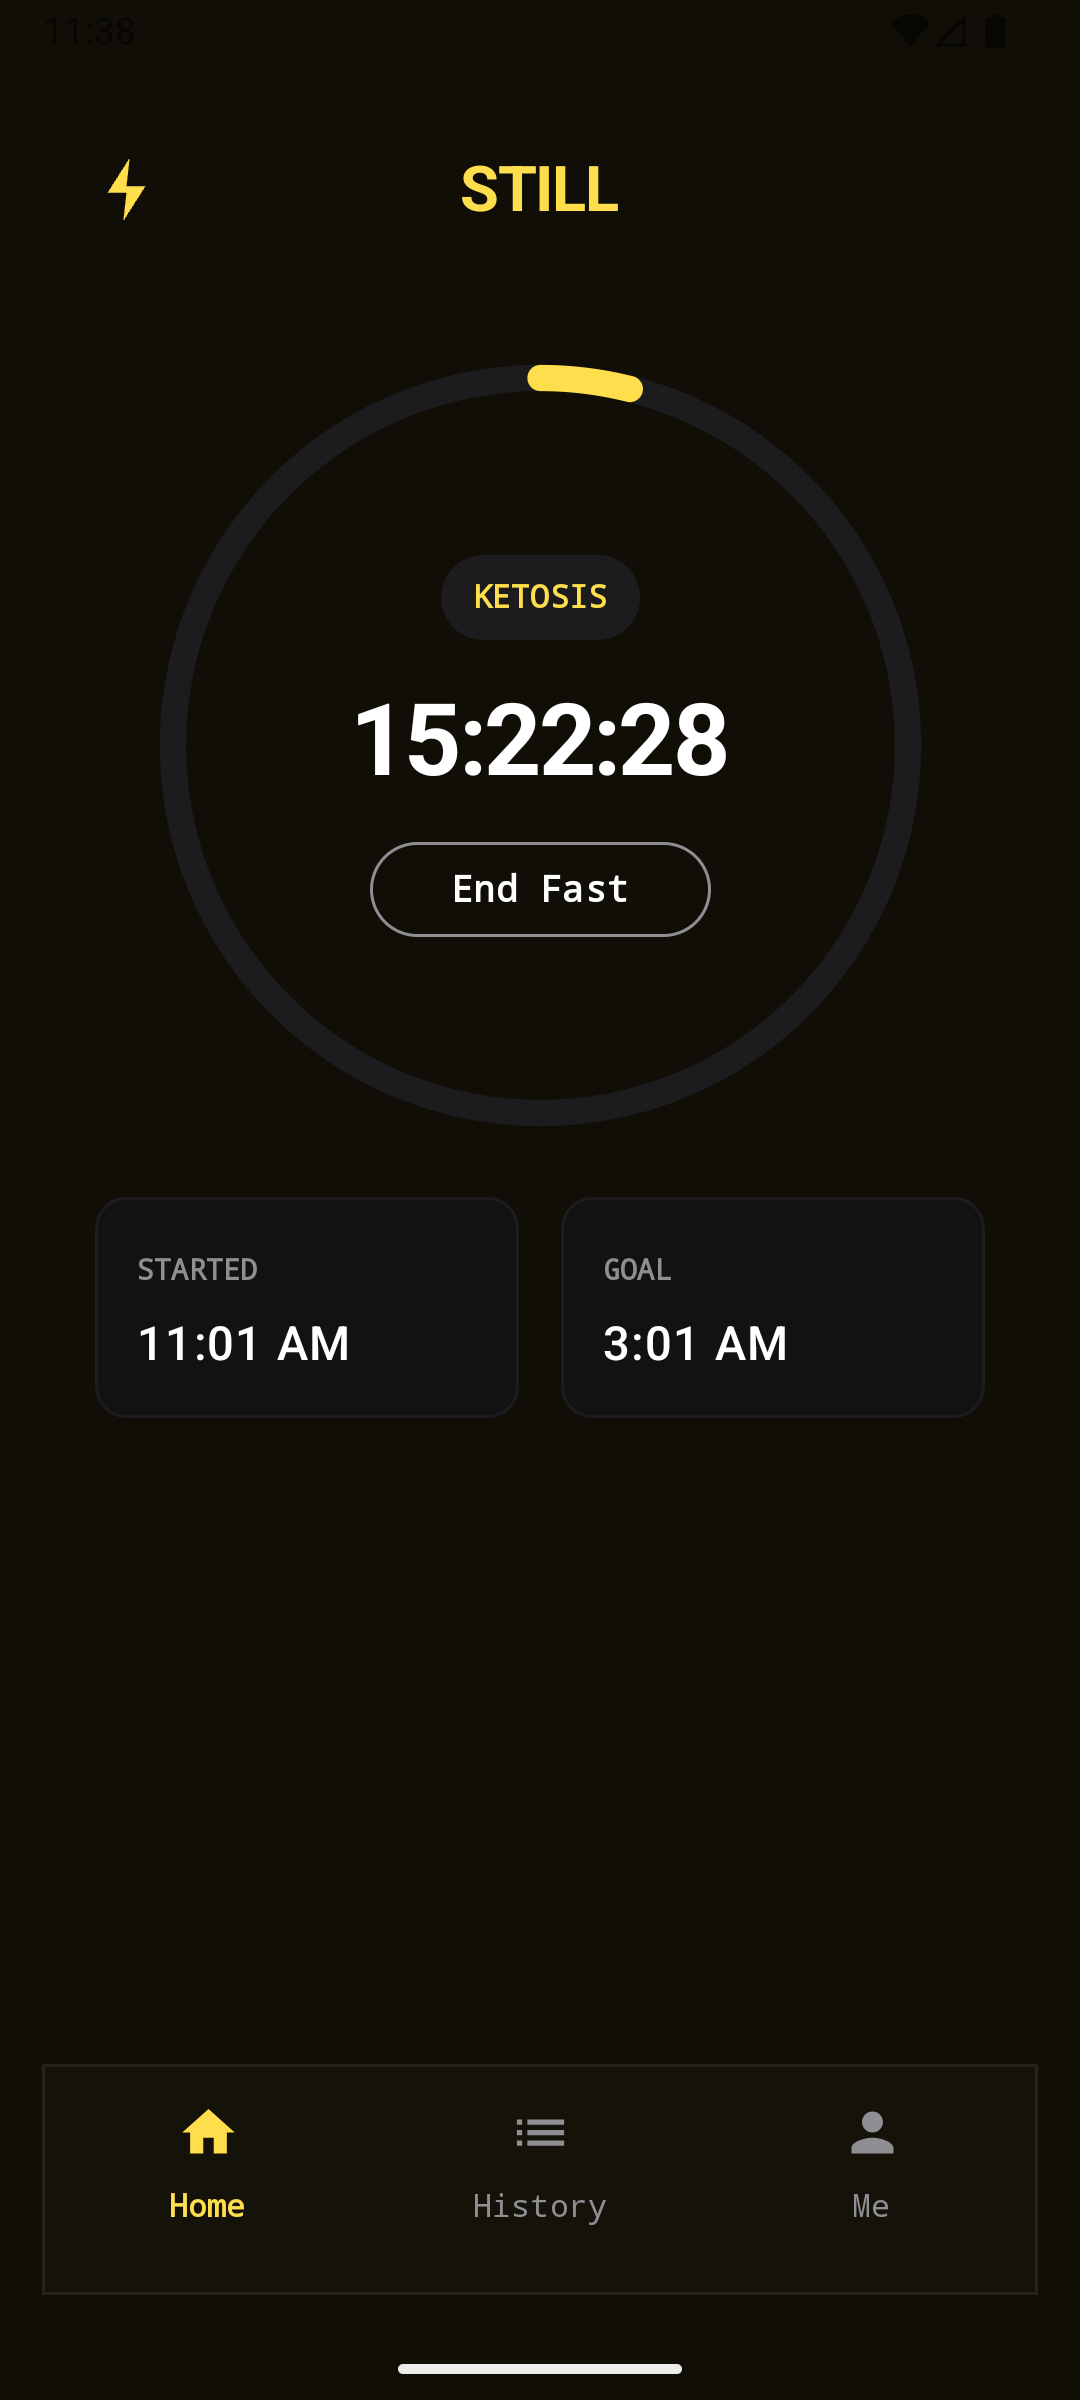 11:38
STILL
KETOSIS
15:22:28
End Fast
STARTED
11:01 AM
GOAL
3:01 AM
Home
History
Me